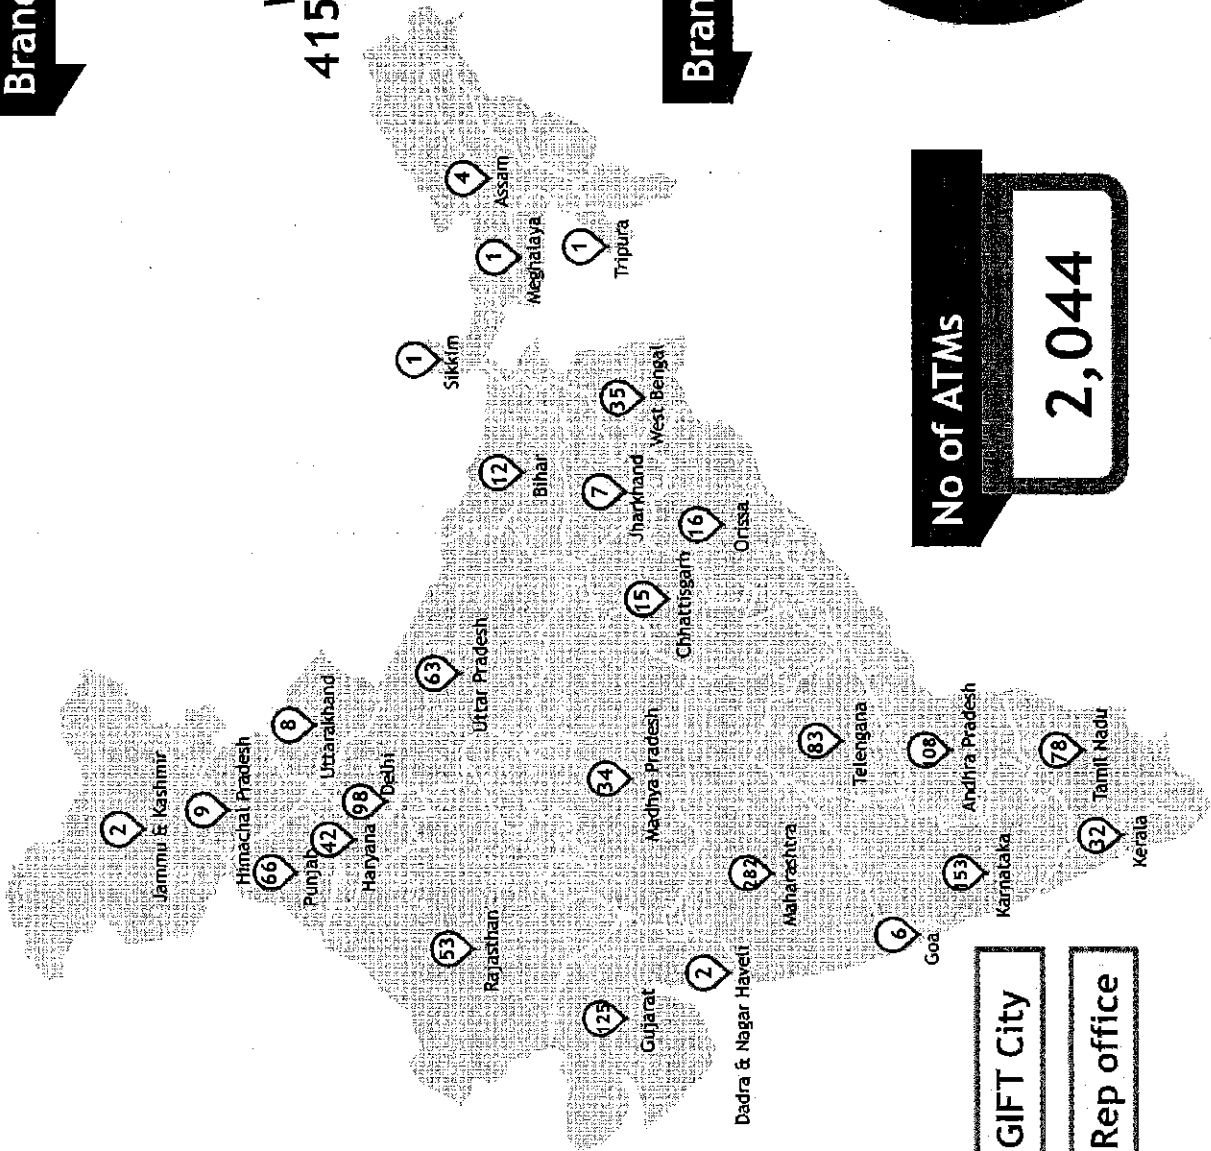 Bran
415
Bran
2
Jammu & Kashmir
9
Himachal Pradesh
66
Punjab
8
Uttarakhand
42
Haryana
98
Delhi
53
Rajasthan
63
Uttar Pradesh
1
Sikkim
4
Assam
1
Meghalaya
1
Tripura
12
Bihar
7
Jharkhand
35
West Bengal
16
Orissa
15
Chhattisgarh
34
Madhya Pradesh
125
Gujarat
2
Dadra & Nagar Haveli
282
Maharashtra
83
Telengana
108
Andhra Pradesh
6
Goa
153
Karnataka
78
Tamil Nadu
32
Kerala
No of ATMs
2,044
GIFT City
Rep office